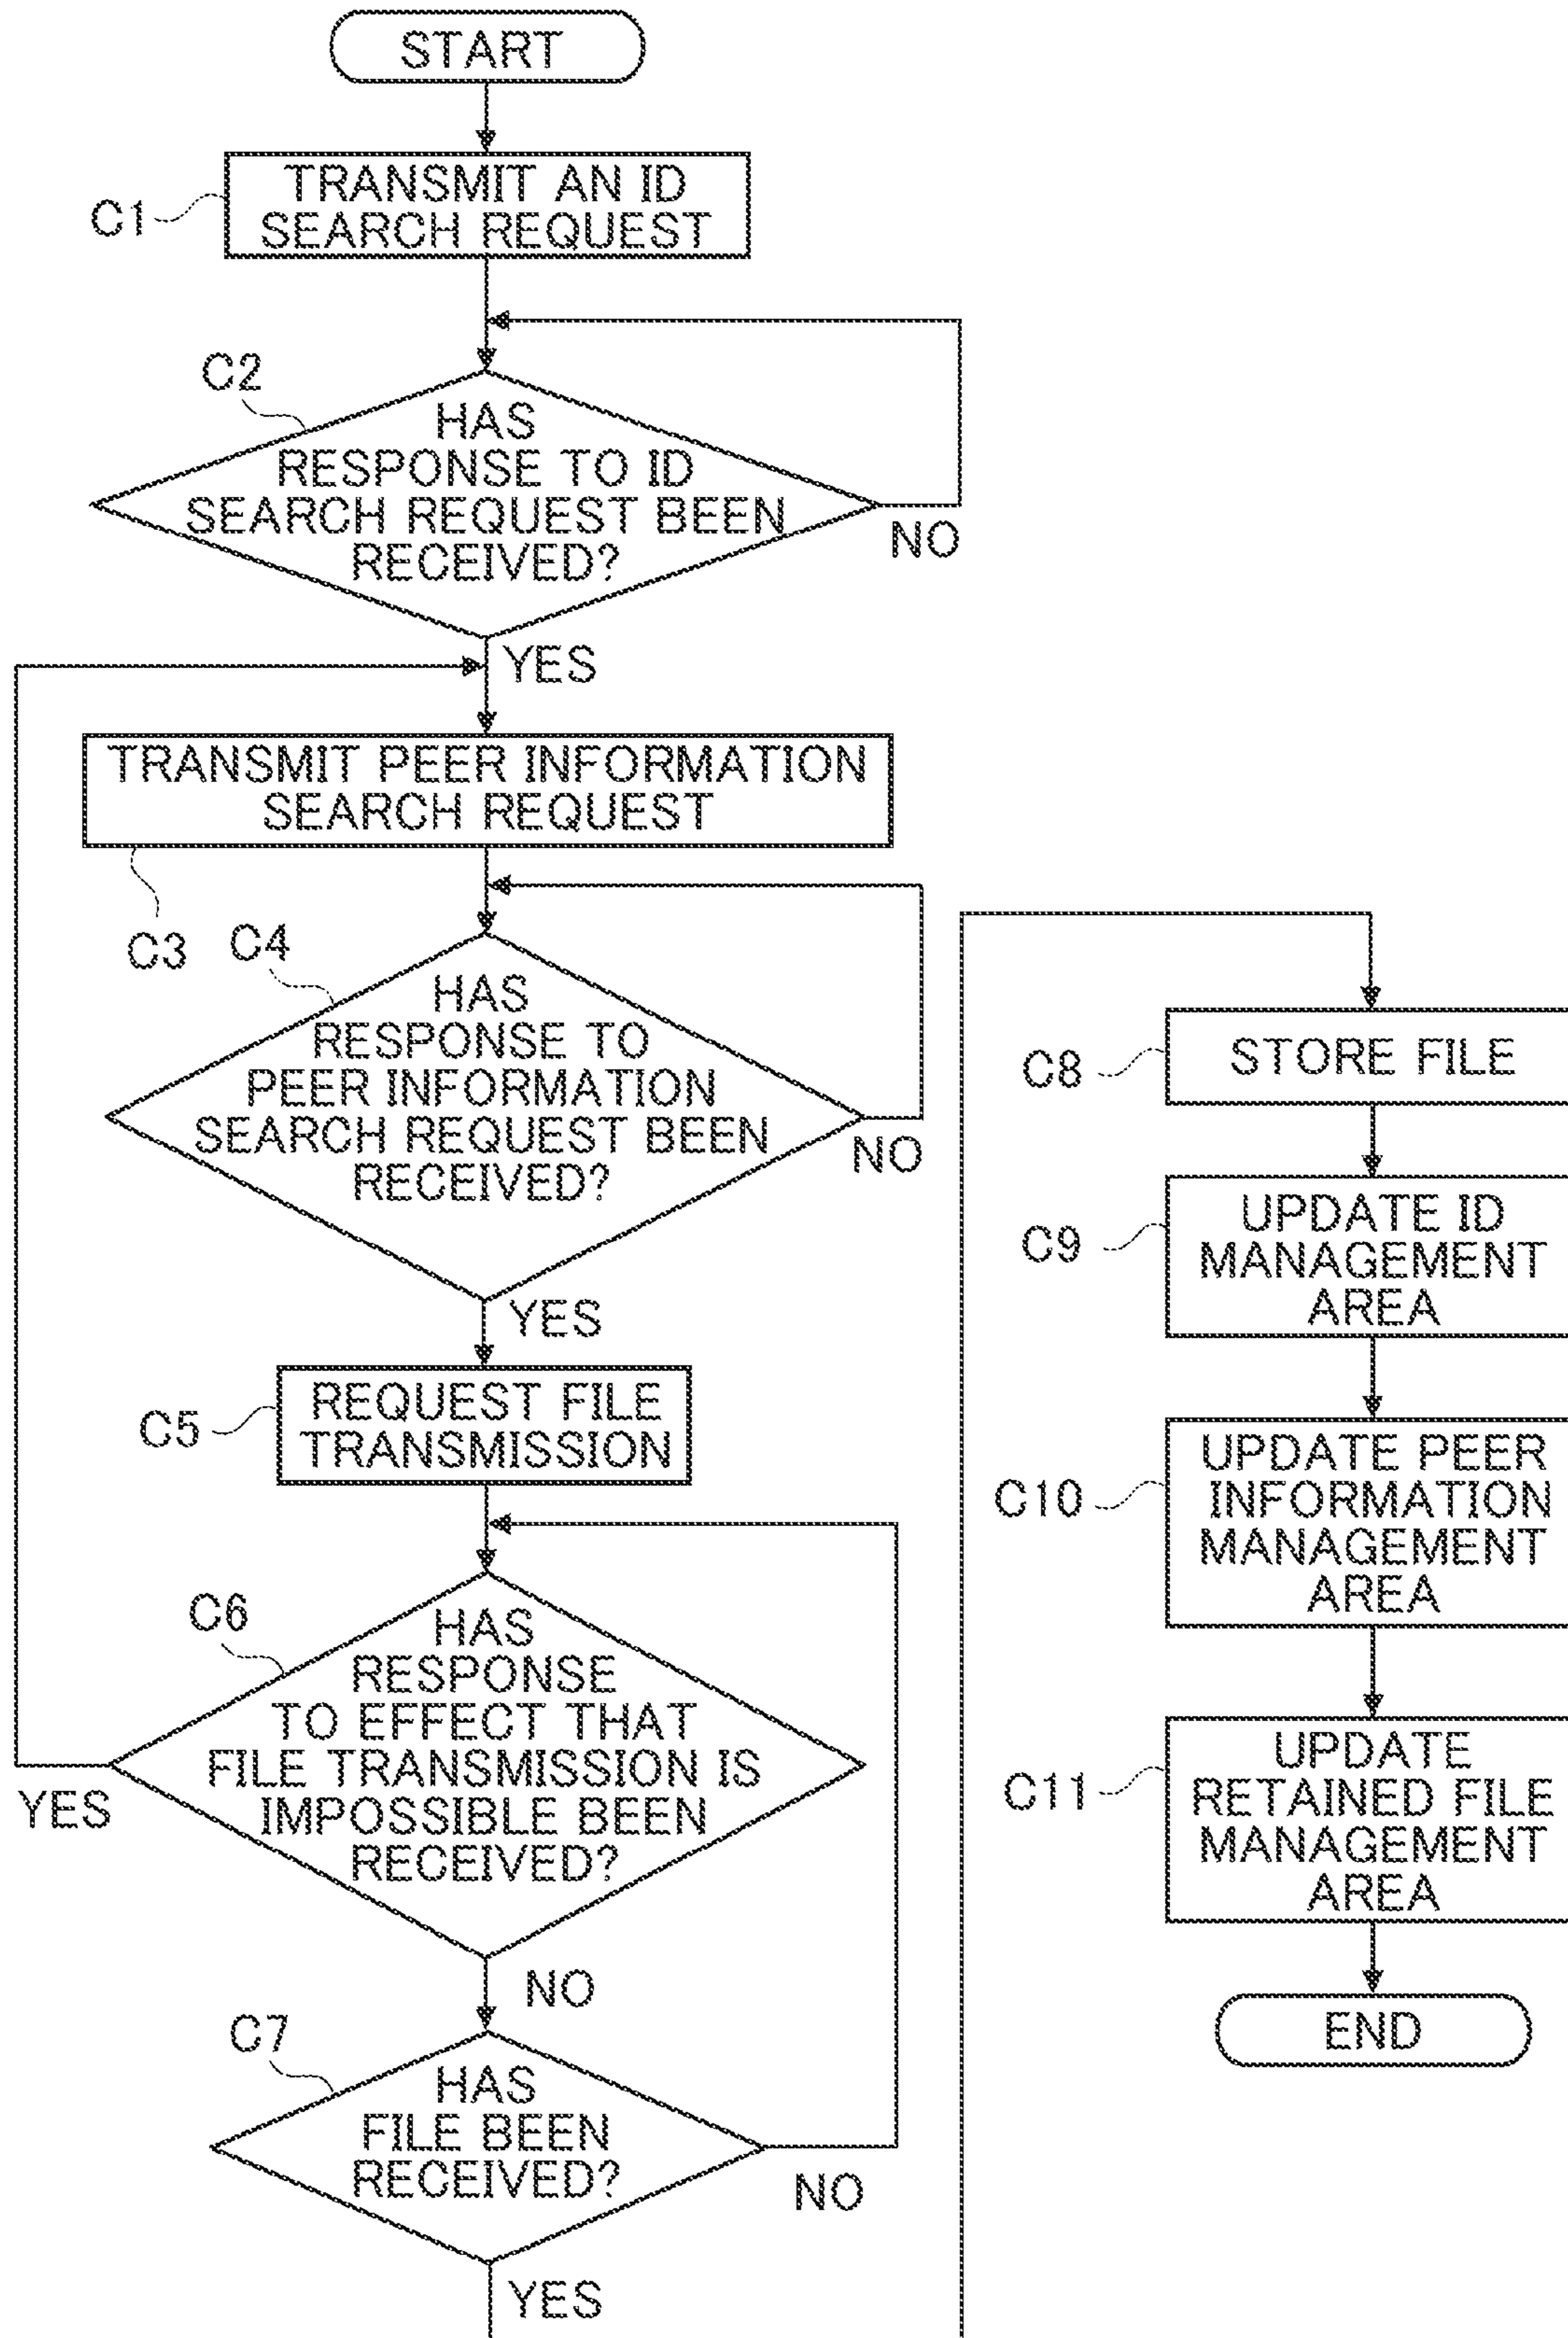 START
C1
TRANSMIT AN ID
SEARCH REQUEST
C2
HAS
RESPONSE TO ID
SEARCH REQUEST BEEN
RECEIVED?
NO
YES
TRANSMIT PEER INFORMATION
SEARCH REQUEST
C3
C4
HAS
RESPONSE TO
PEER INFORMATION
SEARCH REQUEST BEEN
RECEIVED?
NO
YES
C5
REQUEST FILE
TRANSMISSION
C6
HAS
RESPONSE
TO EFFECT THAT
FILE TRANSMISSION IS
IMPOSSIBLE BEEN
RECEIVED?
YES
NO
C7
HAS
FILE BEEN
RECEIVED?
NO
YES
C8
STORE FILE
C9
UPDATE ID
MANAGEMENT
AREA
C10
UPDATE PEER
INFORMATION
MANAGEMENT
AREA
C11
UPDATE
RETAINED FILE
MANAGEMENT
AREA
END